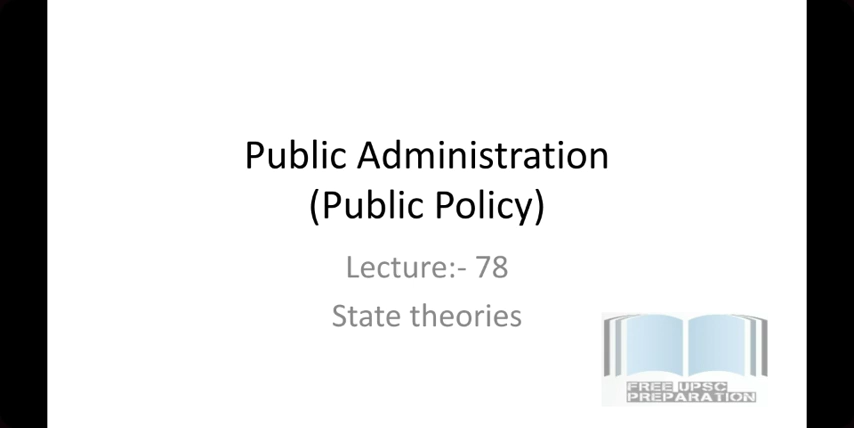 Public Administration
(Public Policy)
Lecture:- 78
State theories
FREE UPSC
PREPARATION